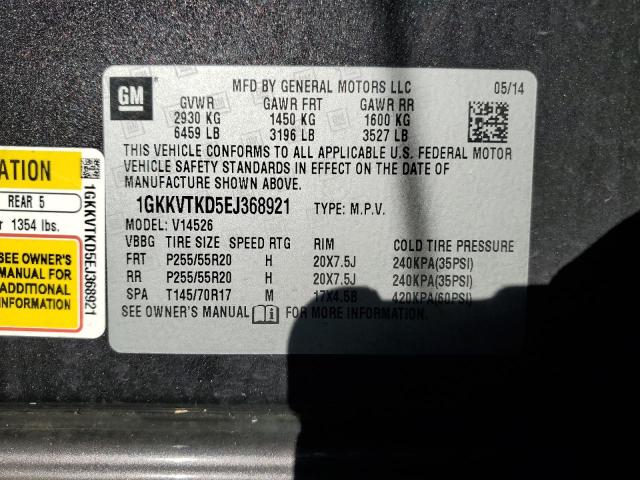 GM
MFD BY GENERAL MOTORS LLC 05/14
GVWR GAWR FRT GAWR RR
2930 KG 1450 KG 1600 KG
6459 LB 3196 LB 3527 LB
THIS VEHICLE CONFORMS TO ALL APPLICABLE U.S. FEDERAL MOTOR
VEHICLE SAFETY STANDARDS IN EFFECT ON THE DATE OF
MANUFACTURE SHOWN ABOVE.
1GKKVTKD5EJ368921 TYPE: M.P.V.
MODEL: V14526
VBBG TIRE SIZE SPEED RTG RIM COLD TIRE PRESSURE
FRT P255/55R20 H 20X7.5J 240KPA(35PSI)
RR P255/55R20 H 20X7.5J 240KPA(35PSI)
SPA T145/70R17 M 17X4.5B 420KPA(60PSI)
SEE OWNER'S MANUAL FOR MORE INFORMATION.
ATION
REAR 5
1354 lbs.
SEE OWNER'S
MANUAL FOR
ADDITIONAL
1GKKVTKD5EJ368921